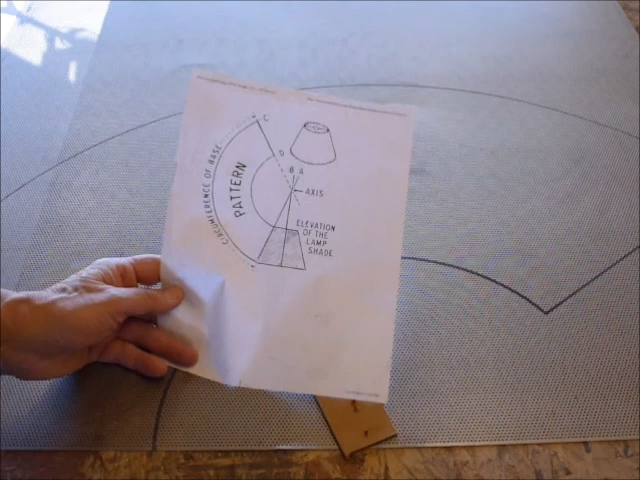 C
D
B A
AXIS
CIRCUMFERENCE OF BASE
PATTERN
ELEVATION
OF THE
LAMP
SHADE